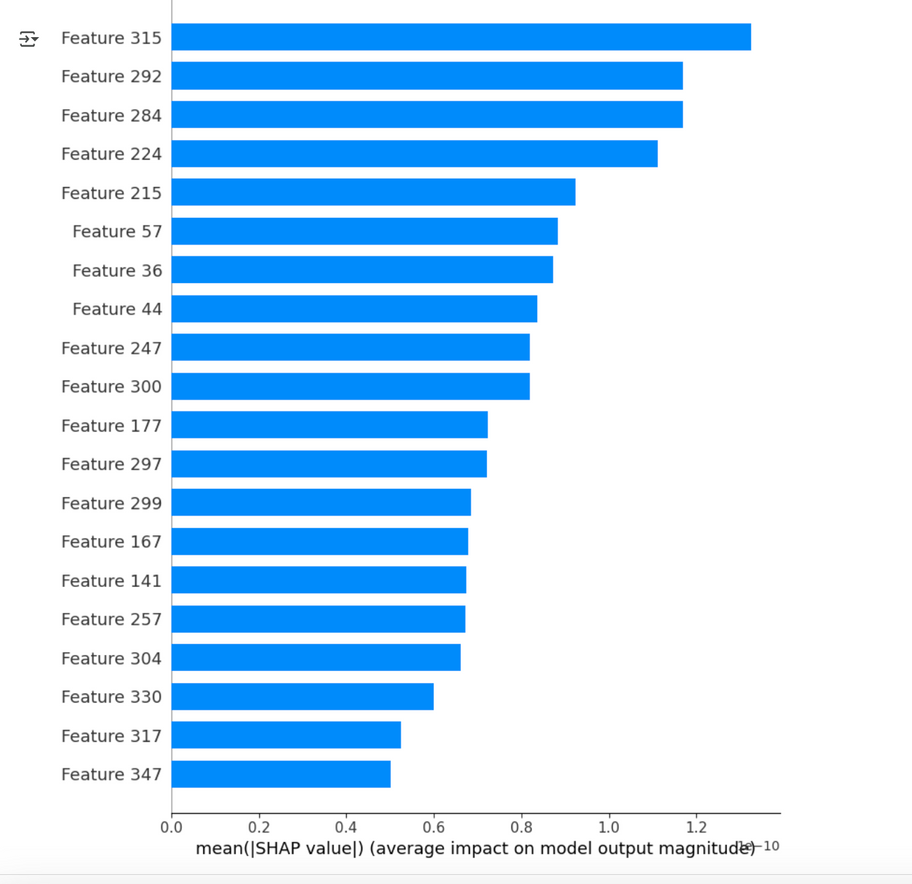 Feature 315
Feature 292
Feature 284
Feature 224
Feature 215
Feature 57
Feature 36
Feature 44
Feature 247
Feature 300
Feature 177
Feature 297
Feature 299
Feature 167
Feature 141
Feature 257
Feature 304
Feature 330
Feature 317
Feature 347
0.0 0.2 0.4 0.6 0.8 1.0 1.2
1e−10
mean(|SHAP value|) (average impact on model output magnitude)